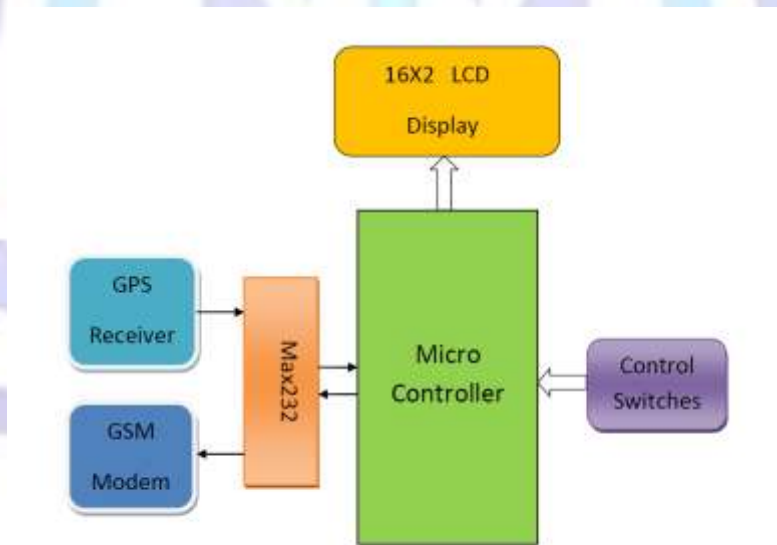 16X2 LCD
Display
GPS
Receiver
Max232
Micro
Controller
Control
Switches
GSM
Modem